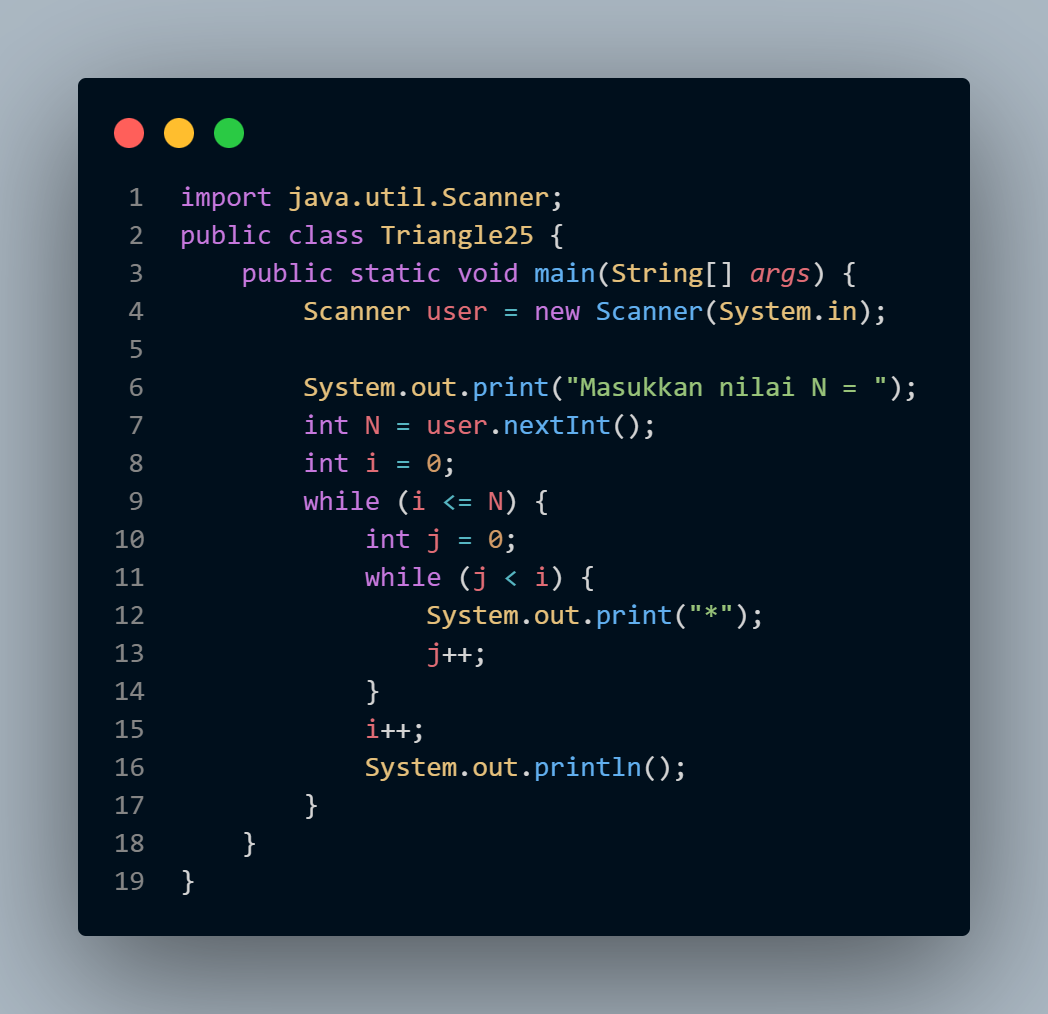 1 import java.util.Scanner;
2 public class Triangle25 {
3     public static void main(String[] args) {
4         Scanner user = new Scanner(System.in);
5
6         System.out.print("Masukkan nilai N = ");
7         int N = user.nextInt();
8         int i = 0;
9         while (i <= N) {
10             int j = 0;
11             while (j < i) {
12                 System.out.print("*");
13                 j++;
14             }
15             i++;
16             System.out.println();
17         }
18     }
19 }